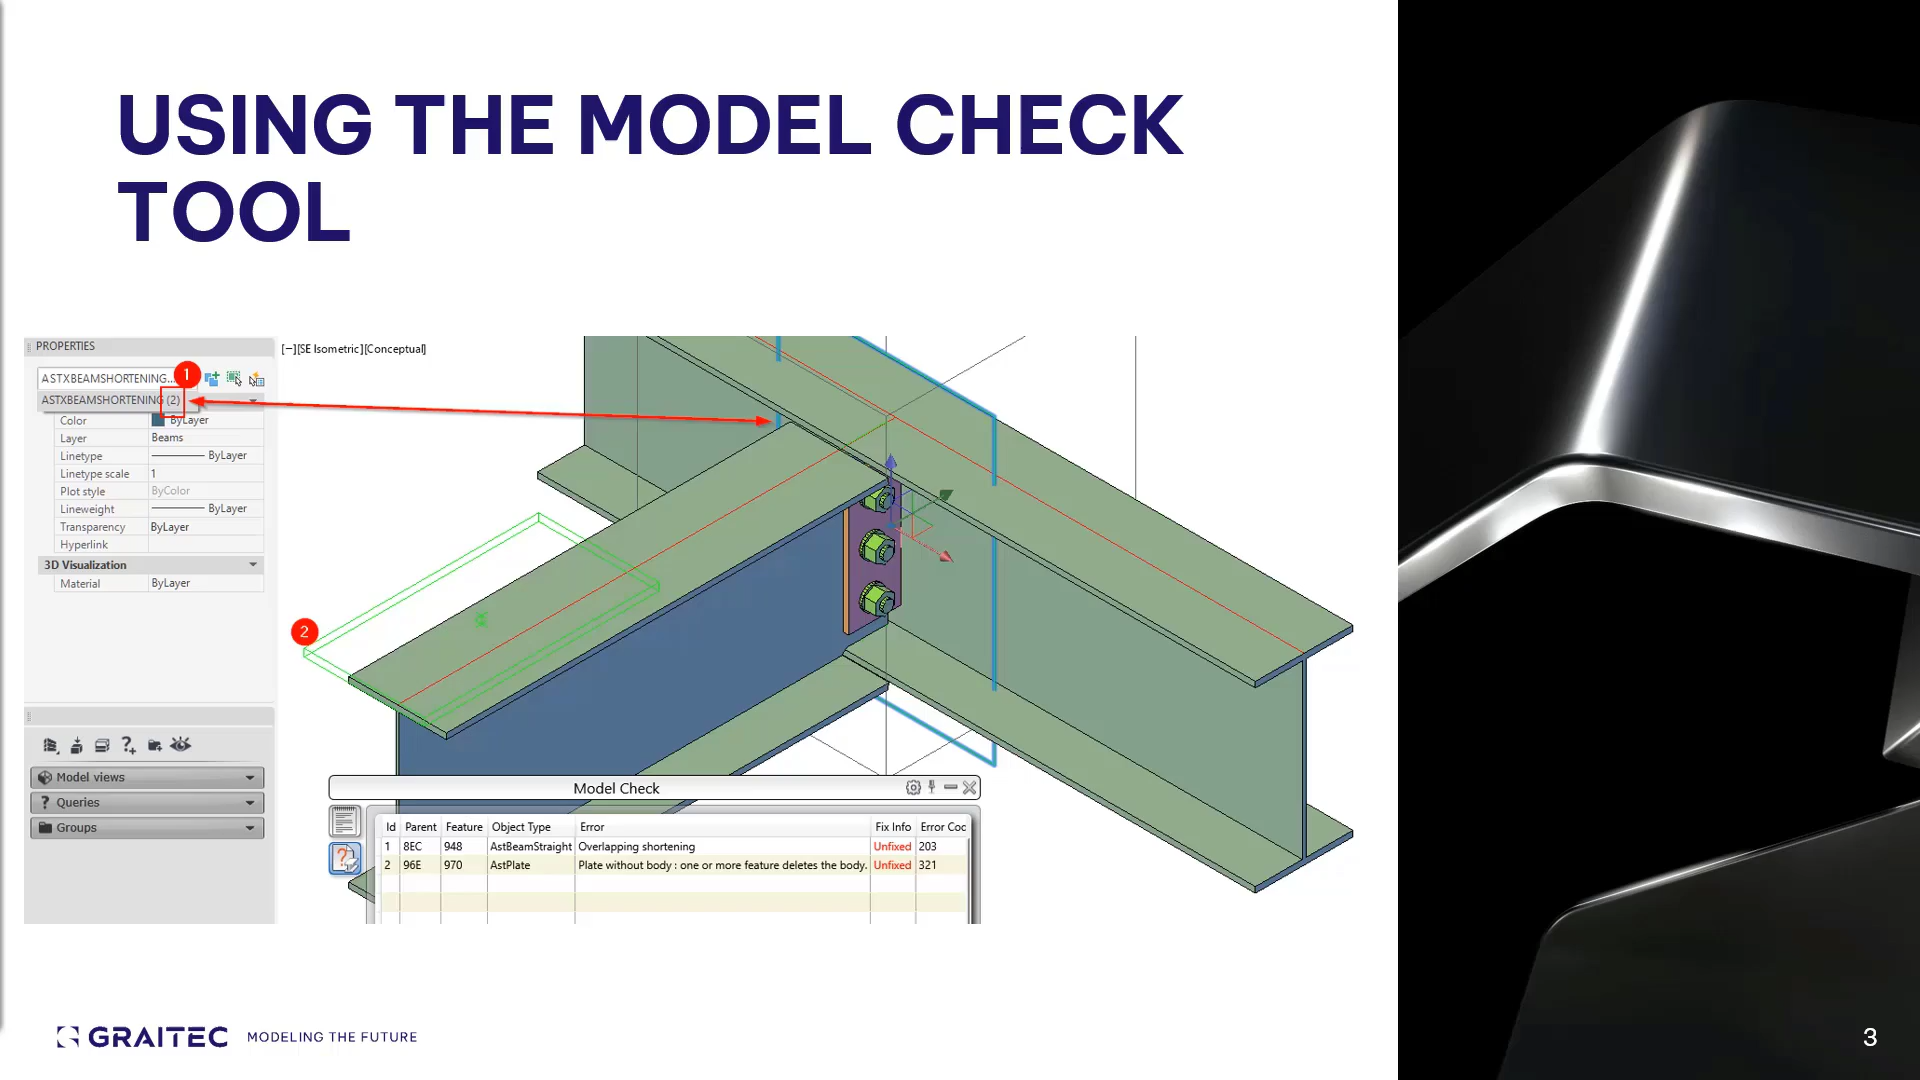 USING THE MODEL CHECK
TOOL
PROPERTIES
[−][SE Isometric][Conceptual]
ASTXBEAMSHORTENING...
1
ASTXBEAMSHORTENING (2)
Color ByLayer
Layer Beams
Linetype ByLayer
Linetype scale 1
Plot style ByColor
Lineweight ByLayer
Transparency ByLayer
Hyperlink
3D Visualization
Material ByLayer
2
Model views
? Queries
Groups
Model Check
Id Parent Feature Object Type Error Fix Info Error Coc
1 8EC 948 AstBeamStraight Overlapping shortening Unfixed 203
2 96E 970 AstPlate Plate without body : one or more feature deletes the body. Unfixed 321
GRAITEC MODELING THE FUTURE
3